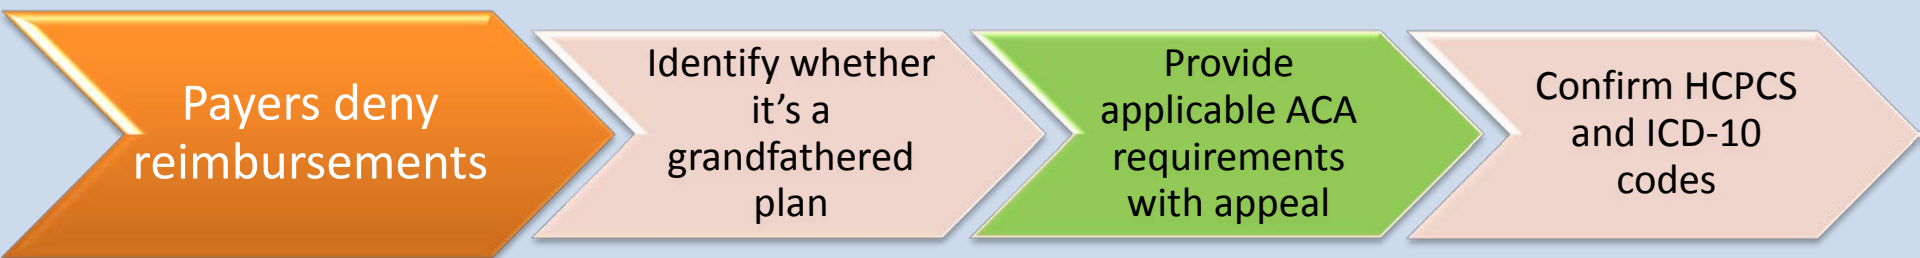 Payers deny
reimbursements
Identify whether
it's a
grandfathered
plan
Provide
applicable ACA
requirements
with appeal
Confirm HCPCS
and ICD-10
codes